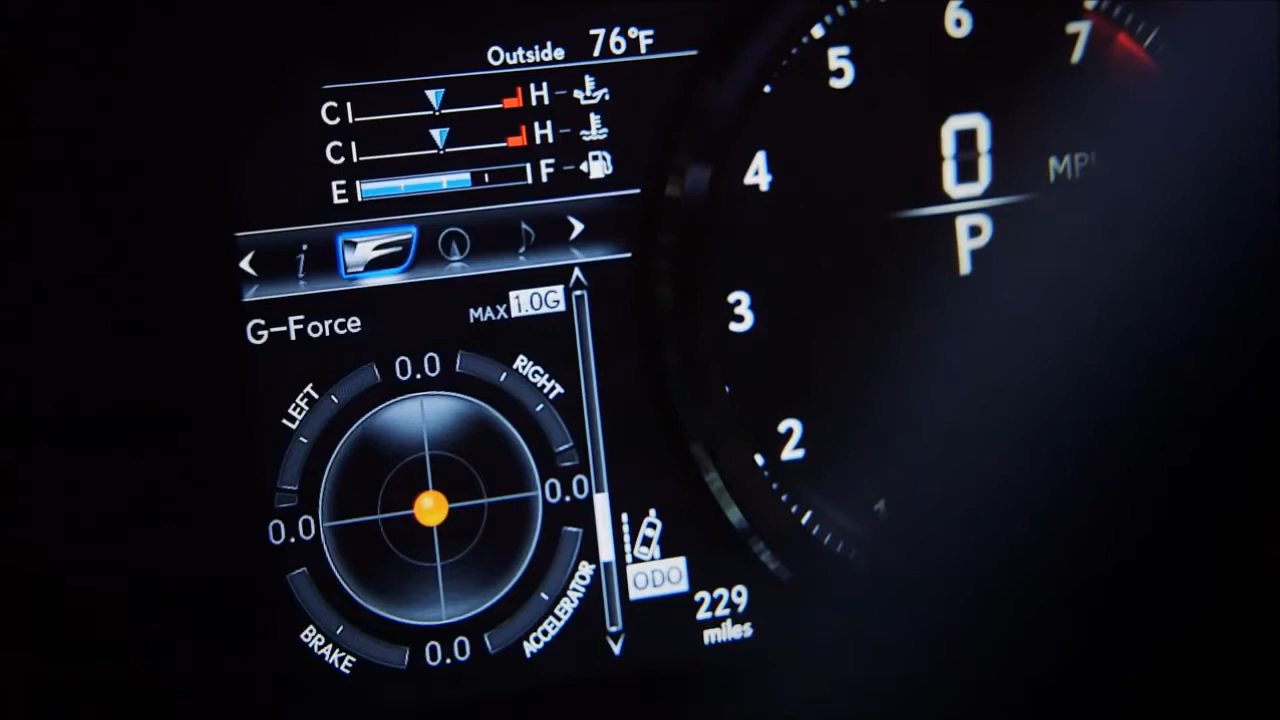 Outside 76°F
C H
C H
E F
i
G-Force
MAX 1.0G
LEFT
0.0
RIGHT
0.0
0.0
BRAKE
0.0
ACCELERATOR
ODO
229
miles
7
6
5
4
3
2
0
P